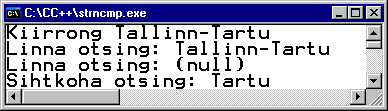 C:\CC++\strncmp.exe
Kiirrong Tallinn-Tartu
Linna otsing: Tallinn-Tartu
Linna otsing: (null)
Sihtkoha otsing: Tartu